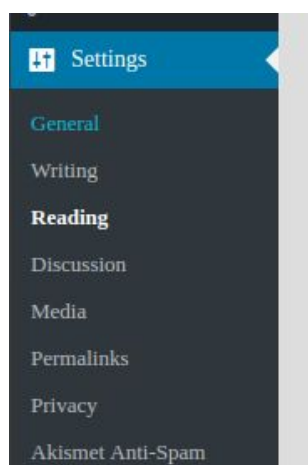 Settings
General
Writing
Reading
Discussion
Media
Permalinks
Privacy
Akismet Anti-Spam